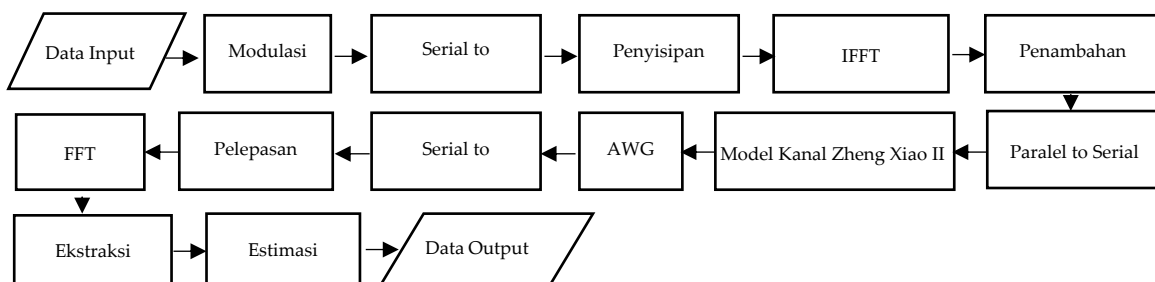 Data Input
Modulasi
Serial to
Penyisipan
IFFT
Penambahan
Paralel to Serial
Model Kanal Zheng Xiao II
AWG
Serial to
Pelepasan
FFT
Ekstraksi
Estimasi
Data Output